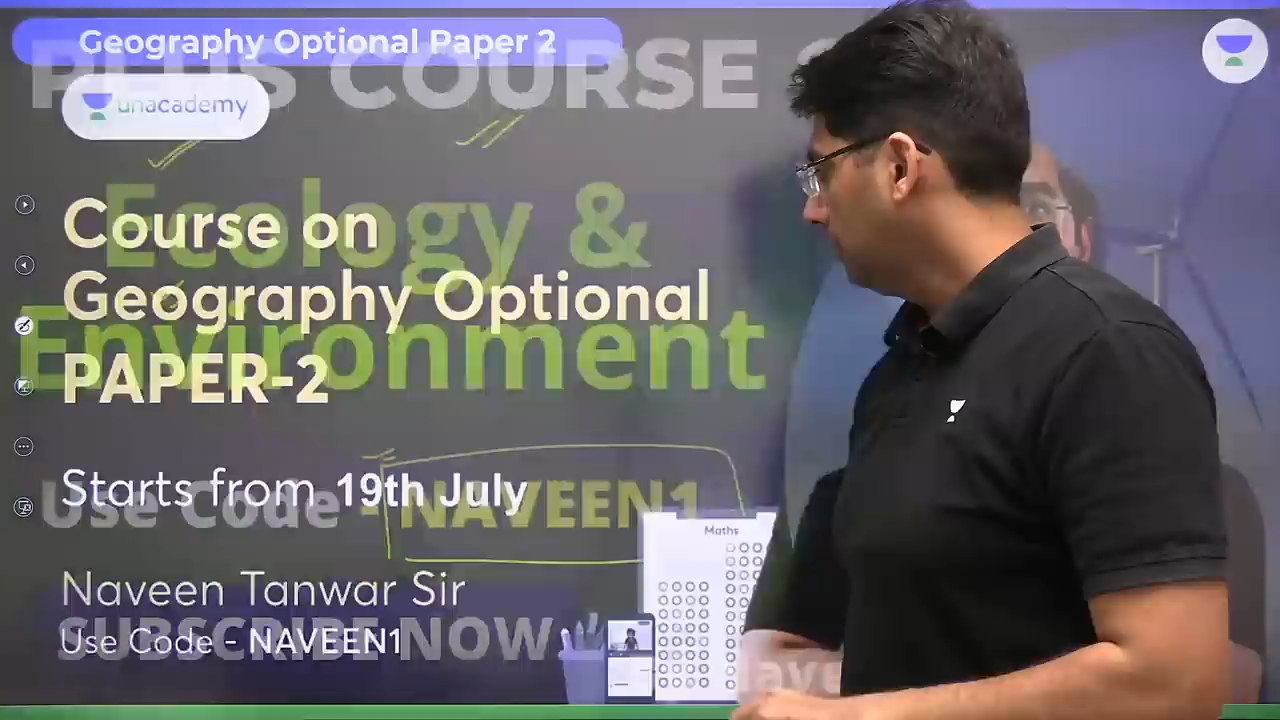 Geography Optional Paper 2
PLUS COURSE
unacademy
Ecology &
Environment
Course on
Geography Optional
PAPER-2
Starts from 19th July
Use Code - NAVEEN1
Maths
Naveen Tanwar Sir
SUBSCRIBE NOW
Use Code - NAVEEN1